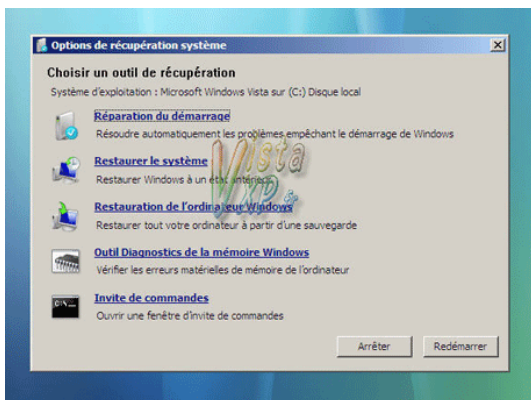 Options de récupération système
Choisir un outil de récupération
Système d'exploitation : Microsoft Windows Vista sur (C:) Disque local
Réparation du démarrage
Résoudre automatiquement les problèmes empêchant le démarrage de Windows
Restaurer le système
Restaurer Windows à un état antérieur
Restauration de l'ordinateur Windows
Restaurer tout votre ordinateur à partir d'une sauvegarde
Outil Diagnostics de la mémoire Windows
Vérifier les erreurs matérielles de mémoire de l'ordinateur
Invite de commandes
Ouvrir une fenêtre d'invite de commandes
Arrêter
Redémarrer
Vista
VXP.fr